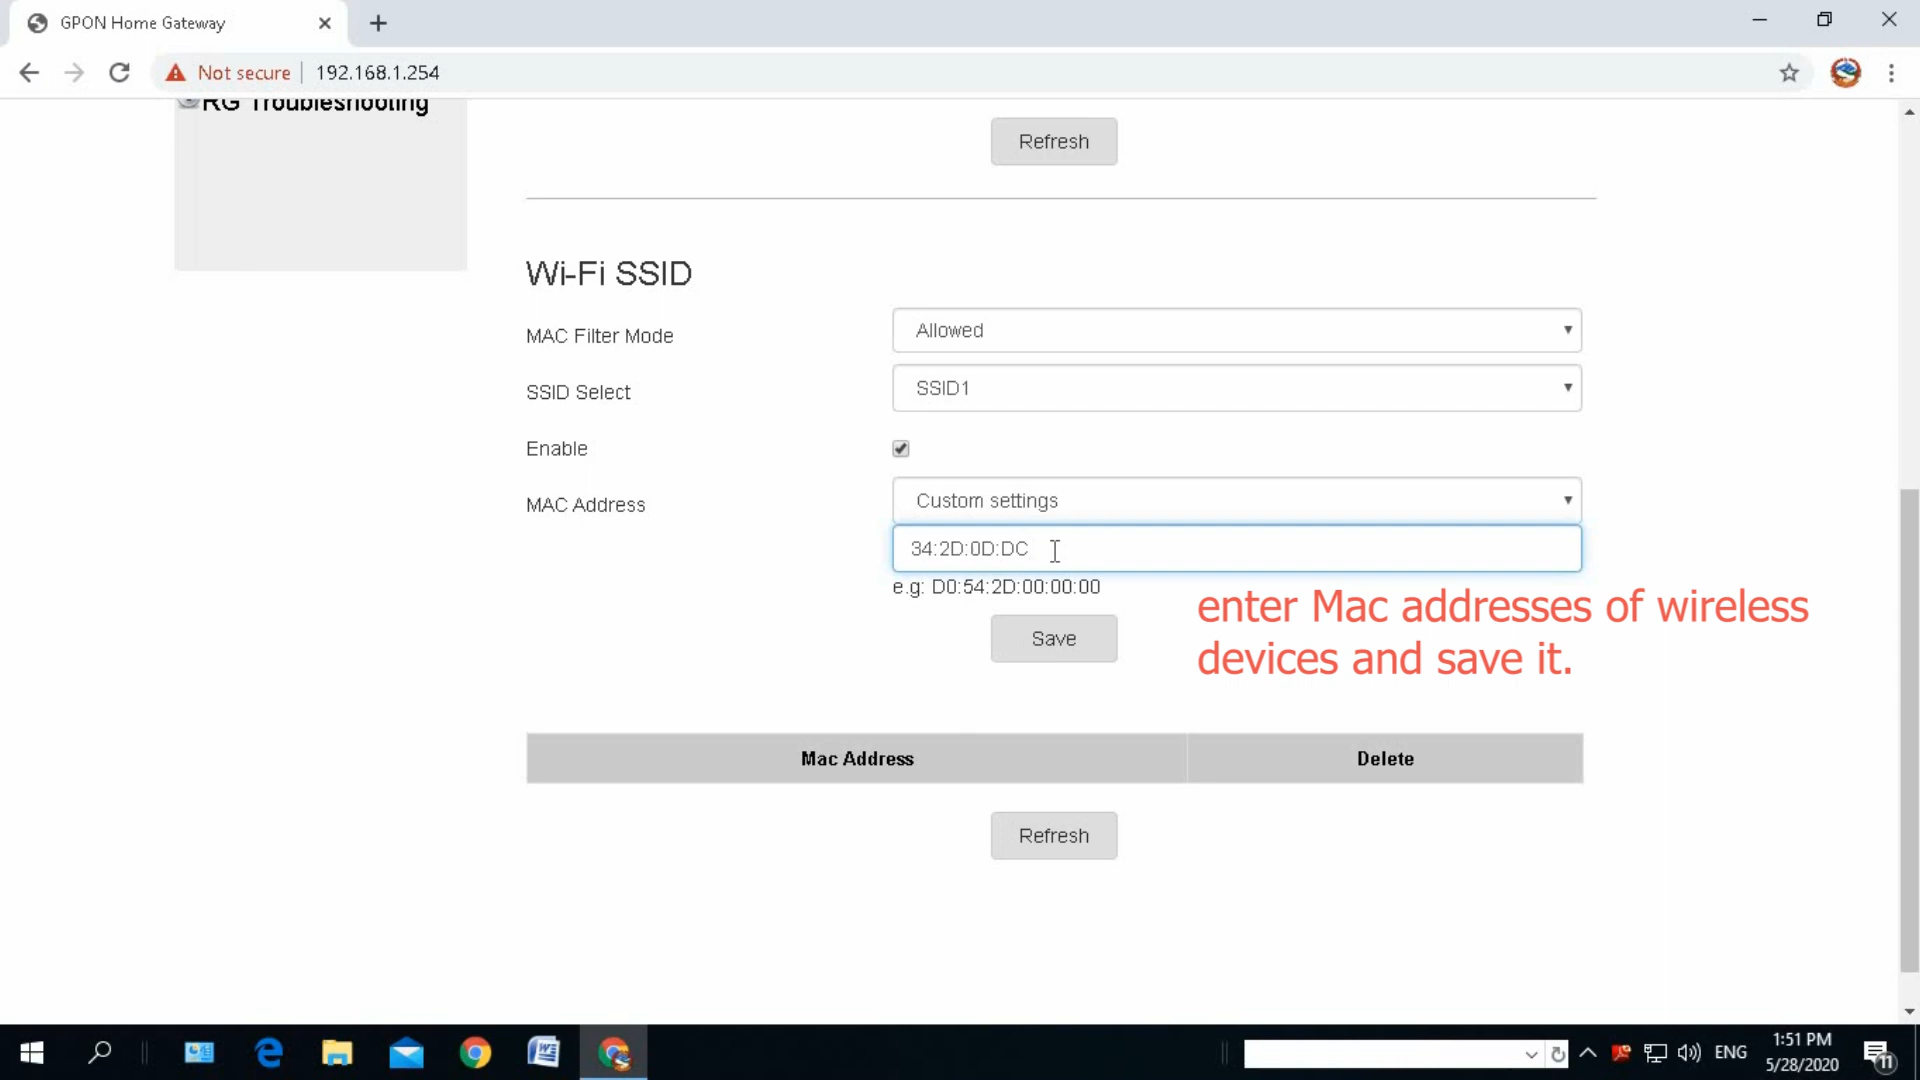 GPON Home Gateway
Not secure
192.168.1.254
RG Troubleshooting
Refresh
Wi-Fi SSID
MAC Filter Mode
Allowed
SSID Select
SSID1
Enable
MAC Address
Custom settings
34:2D:0D:DC
e.g: D0:54:2D:00:00:00
enter Mac addresses of wireless
devices and save it.
Save
Mac Address
Delete
Refresh
ENG
1:51 PM
5/28/2020
11